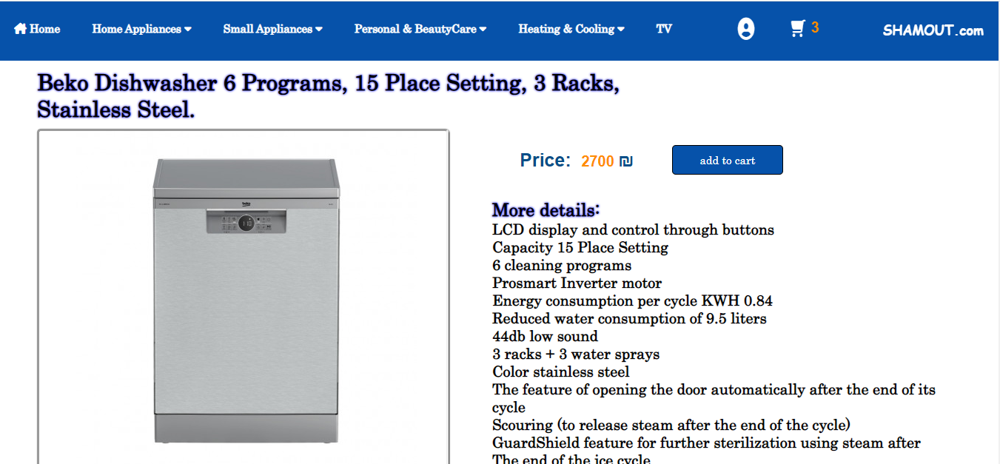 Home
Home Appliances
Small Appliances
Personal & BeautyCare
Heating & Cooling
TV
3
SHAMOUT.com
Beko Dishwasher 6 Programs, 15 Place Setting, 3 Racks,
Stainless Steel.
beko
Price: 2700 ₪
add to cart
More details:
LCD display and control through buttons
Capacity 15 Place Setting
6 cleaning programs
Prosmart Inverter motor
Energy consumption per cycle KWH 0.84
Reduced water consumption of 9.5 liters
44db low sound
3 racks + 3 water sprays
Color stainless steel
The feature of opening the door automatically after the end of its
cycle
Scouring (to release steam after the end of the cycle)
GuardShield feature for further sterilization using steam after
The end of the ice cycle